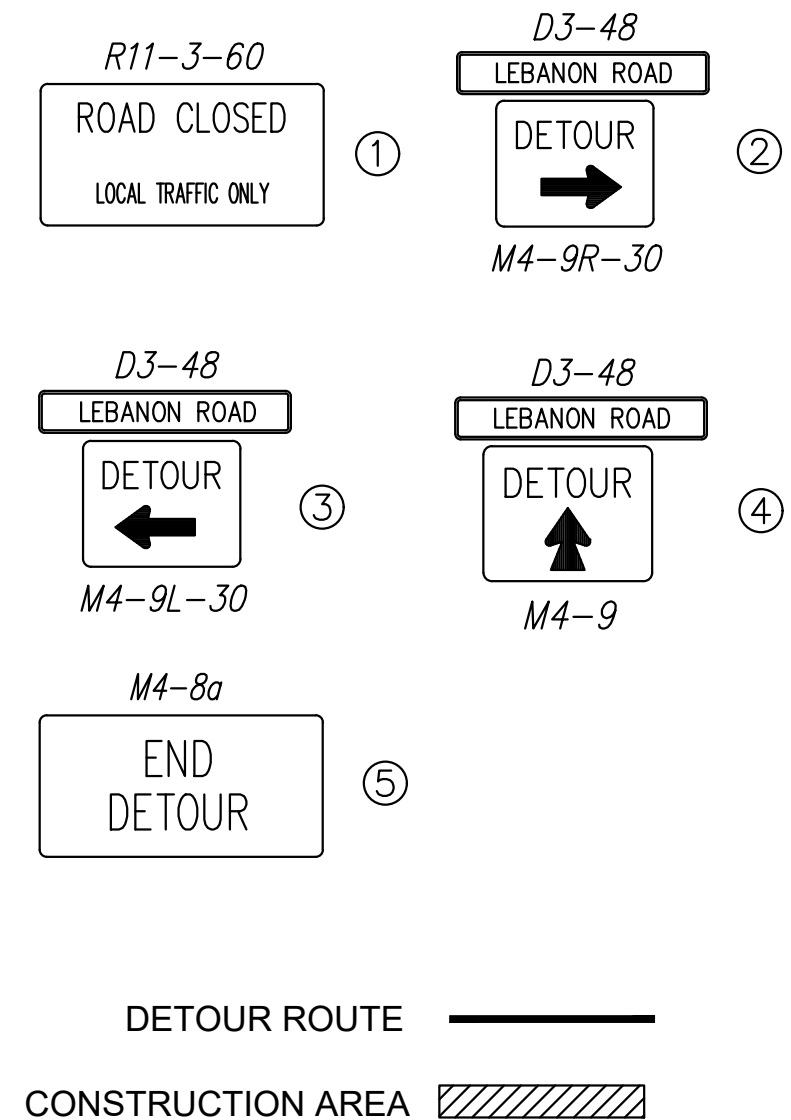 R11-3-60
ROAD CLOSED
LOCAL TRAFFIC ONLY
1
D3-48
LEBANON ROAD
DETOUR
M4-9R-30
2
D3-48
LEBANON ROAD
DETOUR
M4-9L-30
3
D3-48
LEBANON ROAD
DETOUR
M4-9
4
M4-8a
END
DETOUR
5
DETOUR ROUTE
CONSTRUCTION AREA